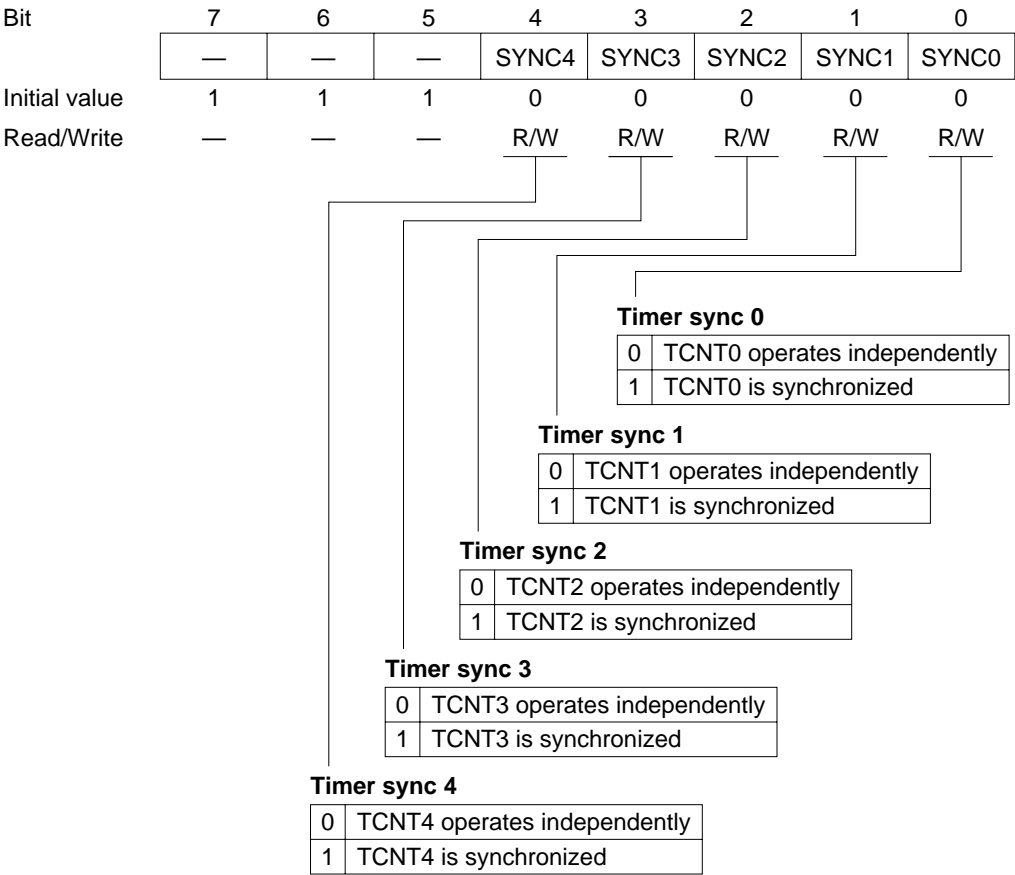 Bit 7 6 5 4 3 2 1 0
— — — SYNC4 SYNC3 SYNC2 SYNC1 SYNC0
Initial value 1 1 1 0 0 0 0 0
Read/Write — — — R/W R/W R/W R/W R/W
Timer sync 0
0 TCNT0 operates independently
1 TCNT0 is synchronized
Timer sync 1
0 TCNT1 operates independently
1 TCNT1 is synchronized
Timer sync 2
0 TCNT2 operates independently
1 TCNT2 is synchronized
Timer sync 3
0 TCNT3 operates independently
1 TCNT3 is synchronized
Timer sync 4
0 TCNT4 operates independently
1 TCNT4 is synchronized